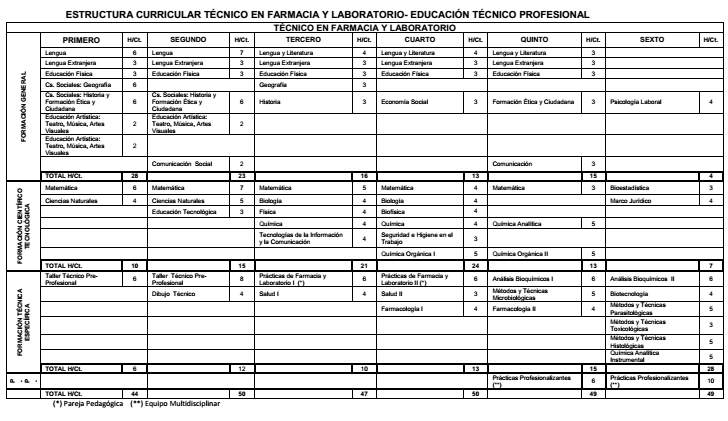 ESTRUCTURA CURRICULAR TÉCNICO EN FARMACIA Y LABORATORIO- EDUCACIÓN TÉCNICO PROFESIONAL
TÉCNICO EN FARMACIA Y LABORATORIO
PRIMERO H/Ct. SEGUNDO H/Ct. TERCERO H/Ct. CUARTO H/Ct. QUINTO H/Ct. SEXTO H/Ct.
FORMACIÓN GENERAL
Lengua 6 Lengua 7 Lengua y Literatura 4 Lengua y Literatura 4 Lengua y Literatura 3
Lengua Extranjera 3 Lengua Extranjera 3 Lengua Extranjera 3 Lengua Extranjera 3 Lengua Extranjera 3
Educación Física 3 Educación Física 3 Educación Física 3 Educación Física 3 Educación Física 3
Cs. Sociales: Geografía 6 Geografía 3
Cs. Sociales: Historia y Formación Ética y Ciudadana 6 Cs. Sociales: Historia y Formación Ética y Ciudadana 6 Historia 3 Economía Social 3 Formación Ética y Ciudadana 3 Psicología Laboral 4
Educación Artística: Teatro, Música, Artes Visuales 2 Educación Artística: Teatro, Música, Artes Visuales 2
Educación Artística: Teatro, Música, Artes Visuales 2
Comunicación Social 2 Comunicación 3
TOTAL H/Ct. 28 23 16 13 15 4
FORMACIÓN CIENTÍFICO TECNOLÓGICA
Matemática 6 Matemática 7 Matemática 5 Matemática 4 Matemática 3 Bioestadística 3
Ciencias Naturales 4 Ciencias Naturales 5 Biología 4 Biología 4 Marco Jurídico 4
Educación Tecnológica 3 Física 4 Biofísica 4
Química 4 Química 4 Química Analítica 5
Tecnologías de la Información y la Comunicación 4 Seguridad e Higiene en el Trabajo 3
Química Orgánica I 5 Química Orgánica II 5
TOTAL H/Ct. 10 15 21 24 13 7
FORMACIÓN TÉCNICA ESPECÍFICA
Taller Técnico Pre-Profesional 6 Taller Técnico Pre-Profesional 8 Prácticas de Farmacia y Laboratorio I (*) 6 Prácticas de Farmacia y Laboratorio II (*) 6 Análisis Bioquímicos I 6 Análisis Bioquímicos II 6
Dibujo Técnico 4 Salud I 4 Salud II 3 Métodos y Técnicas Microbiológicas 5 Biotecnología 4
Farmacología I 4 Farmacología II 4 Métodos y Técnicas Parasitológicas 5
Métodos y Técnicas Toxicológicas 3
Métodos y Técnicas Histológicas 5
Química Analítica Instrumental 5
TOTAL H/Ct. 6 12 10 13 15 28
P . P .
Prácticas Profesionalizantes (**) 6 Prácticas Profesionalizantes (**) 10
TOTAL H/Ct. 44 50 47 50 49 49
(*) Pareja Pedagógica (**) Equipo Multidisciplinar